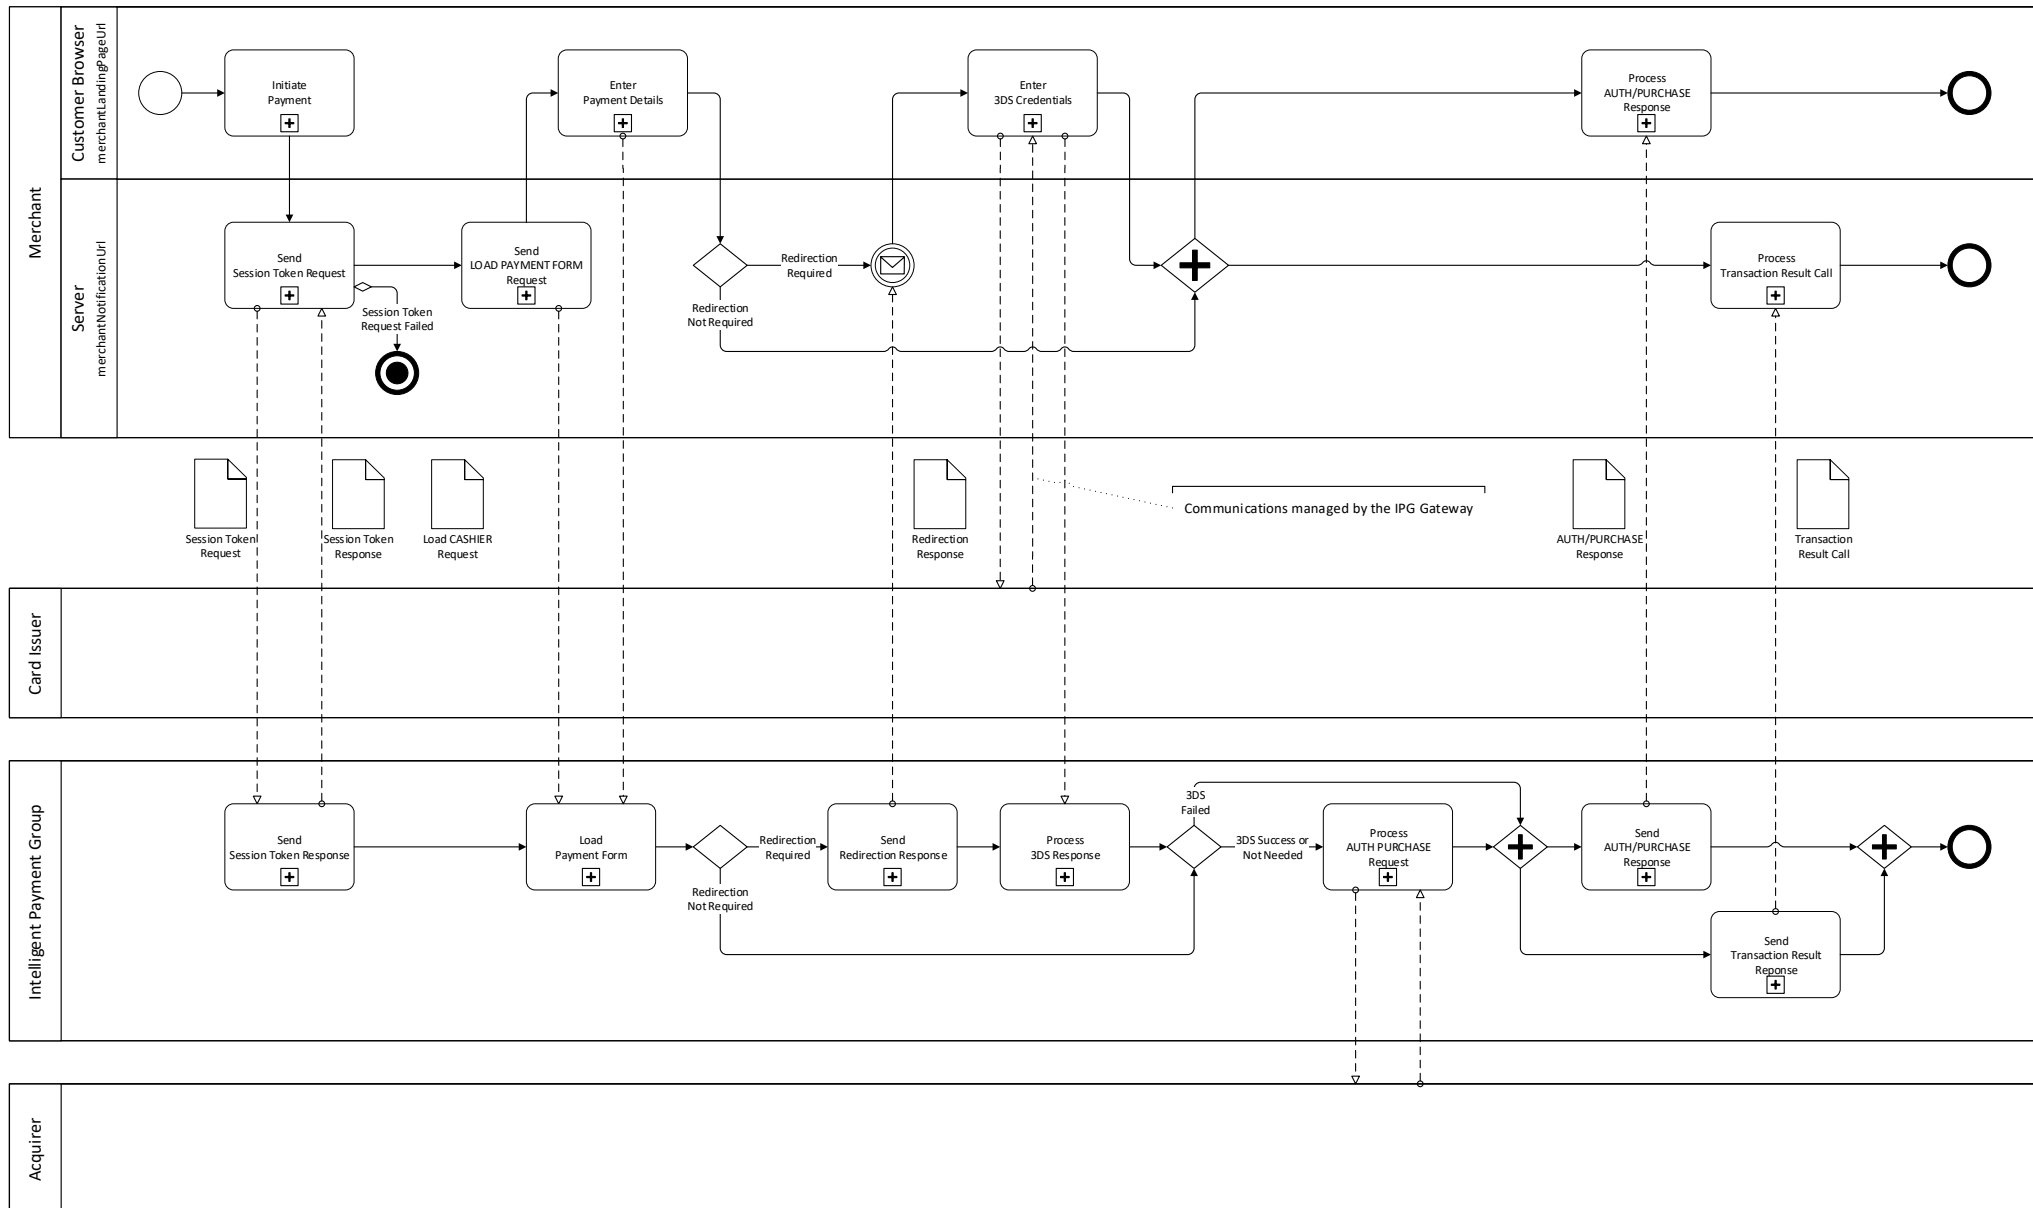 Merchant
Customer Browser
merchantLandingPageUrl
Initiate
Payment
Enter
Payment Details
Enter
3DS Credentials
Process
AUTH/PURCHASE
Response
Server
merchantNotificationUrl
Send
Session Token Request
Session Token
Request Failed
Send
LOAD PAYMENT FORM
Request
Redirection
Required
Redirection
Not Required
Process
Transaction Result Call
Session Token
Request
Session Token
Response
Load CASHIER
Request
Redirection
Response
Communications managed by the IPG Gateway
AUTH/PURCHASE
Response
Transaction
Result Call
Card Issuer
Intelligent Payment Group
Send
Session Token Response
Load
Payment Form
Redirection
Required
Redirection
Not Required
Send
Redirection Response
Process
3DS Response
3DS
Failed
3DS Success or
Not Needed
Process
AUTH PURCHASE
Request
Send
AUTH/PURCHASE
Response
Send
Transaction Result
Reponse
Acquirer